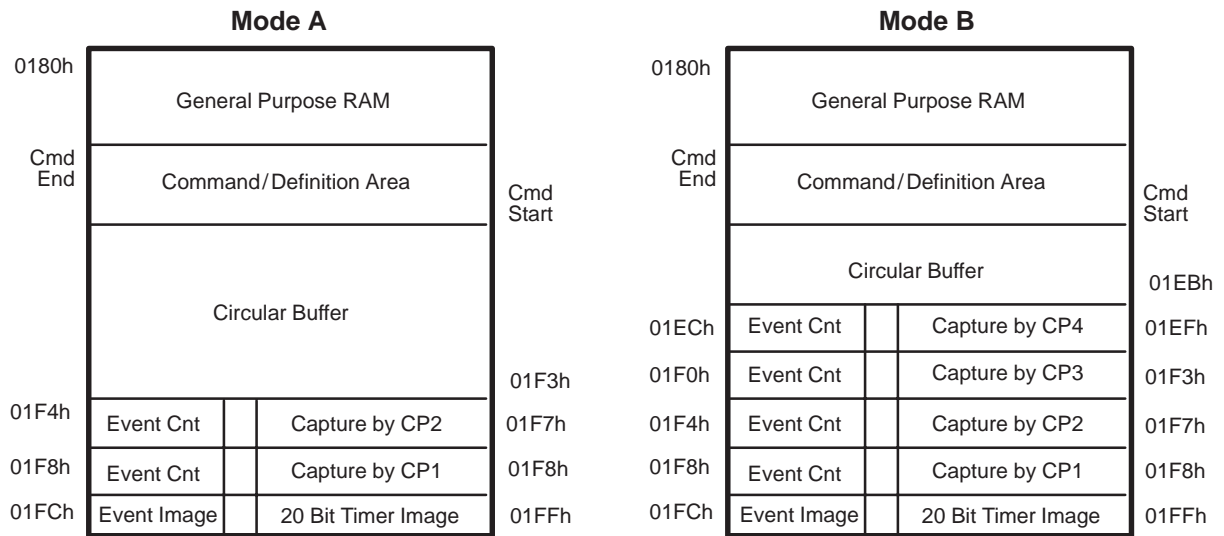 Mode A
0180h
General Purpose RAM
Cmd
End
Command/Definition Area
Cmd
Start
Circular Buffer
01F3h
01F4h
Event Cnt
Capture by CP2
01F7h
01F8h
Event Cnt
Capture by CP1
01F8h
01FCh
Event Image
20 Bit Timer Image
01FFh
Mode B
0180h
General Purpose RAM
Cmd
End
Command/Definition Area
Cmd
Start
Circular Buffer
01EBh
01ECh
Event Cnt
Capture by CP4
01EFh
01F0h
Event Cnt
Capture by CP3
01F3h
01F4h
Event Cnt
Capture by CP2
01F7h
01F8h
Event Cnt
Capture by CP1
01F8h
01FCh
Event Image
20 Bit Timer Image
01FFh